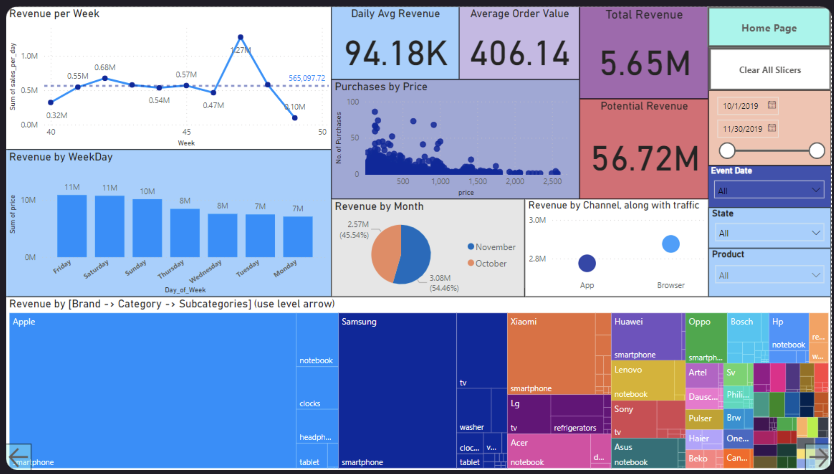 Revenue per Week
Sum of sales_per_day
1.0M
0.5M
0.0M
0.32M
0.55M
0.68M
0.54M
0.57M
0.47M
1.27M
0.10M
565,097.72
40
45
50
Week
Daily Avg Revenue
94.18K
Average Order Value
406.14
Total Revenue
5.65M
Potential Revenue
56.72M
Home Page
Clear All Slicers
10/1/2019
11/30/2019
Event Date
All
State
All
Product
All
Purchases by Price
No of Purchases
100
50
0
500
1,000
1,500
2,000
2,500
price
Revenue by WeekDay
Sum of price
10M
0M
11M
11M
10M
8M
8M
7M
7M
Friday
Saturday
Sunday
Thursday
Wednesday
Tuesday
Monday
Day_of_Week
Revenue by Month
2.57M
(45.54%)
3.08M
(54.46%)
November
October
Revenue by Channel, along with traffic
3.0M
2.8M
App
Browser
Revenue by [Brand -> Category -> Subcategories] (use level arrow)
Apple
smartphone
notebook
clocks
headph...
tablet
Samsung
smartphone
tv
washer
cloc...
v...
tablet
Xiaomi
smartphone
Lg
tv
refrigerators
Acer
notebook
d...
Huawei
smartphone
Lenovo
notebook
Sony
tv
Asus
notebook
Oppo
smartph...
Artel
Dausc...
Pulser
Haier
Beko
Bosch
Sv
Phili...
Brw
One...
Can...
Hp
notebook
re...
w...